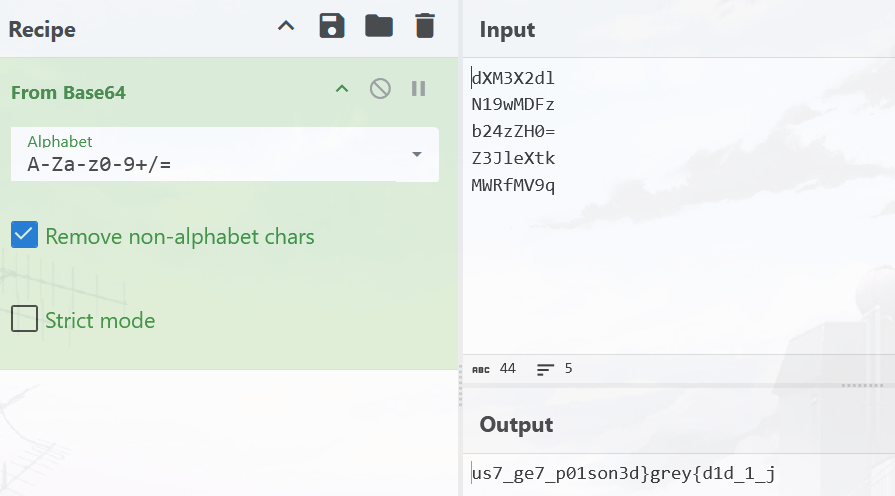 Recipe
From Base64
Alphabet
A-Za-z0-9+/=
Remove non-alphabet chars
Strict mode
Input
dXM3X2dl
N19wMDFz
b24zZH0=
Z3JleXtk
MWRfMV9q
ABC 44 5
Output
us7_ge7_p01son3d}grey{d1d_1_j